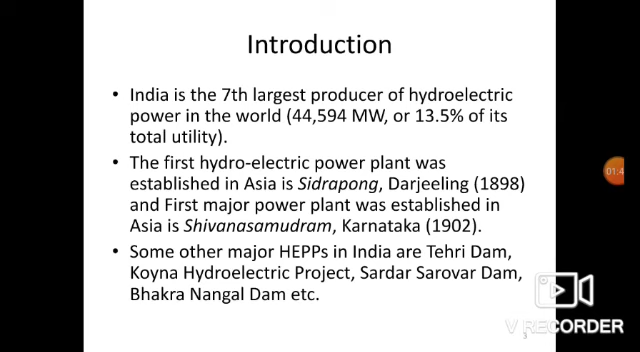 Introduction
• India is the 7th largest producer of hydroelectric
power in the world (44,594 MW, or 13.5% of its
total utility).
• The first hydro-electric power plant was
established in Asia is Sidrapong, Darjeeling (1898)
and First major power plant was established in
Asia is Shivanasamudram, Karnataka (1902).
• Some other major HEPPs in India are Tehri Dam,
Koyna Hydroelectric Project, Sardar Sarovar Dam,
Bhakra Nangal Dam etc.
01:4
V RECORDER
3